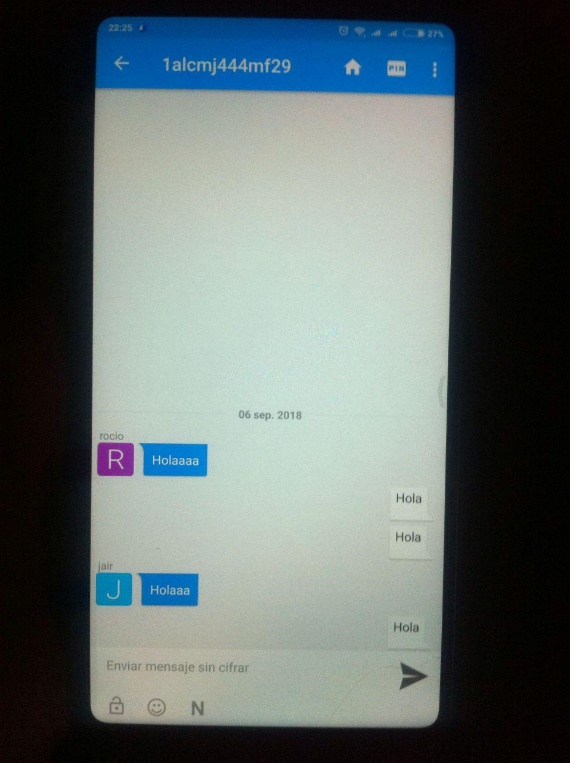 22:25
27%
1alcmj444mf29
PIN
06 sep. 2018
rocio
R
Holaaaa
Hola
Hola
jair
J
Holaaa
Hola
Enviar mensaje sin cifrar
N